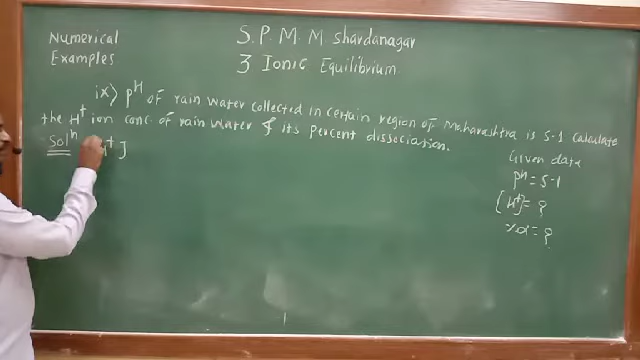 Numerical
Examples
S.P.M.M Shardanagar
3 Ionic Equilibrium
ix> pH of rain water collected in certain region of Maharashtra is 5.1 calculate
the H+ ion conc. of rain water & its percent dissociation.
Soln
+]
Given data
pH = 5.1
[H+] = ?
%α = ?